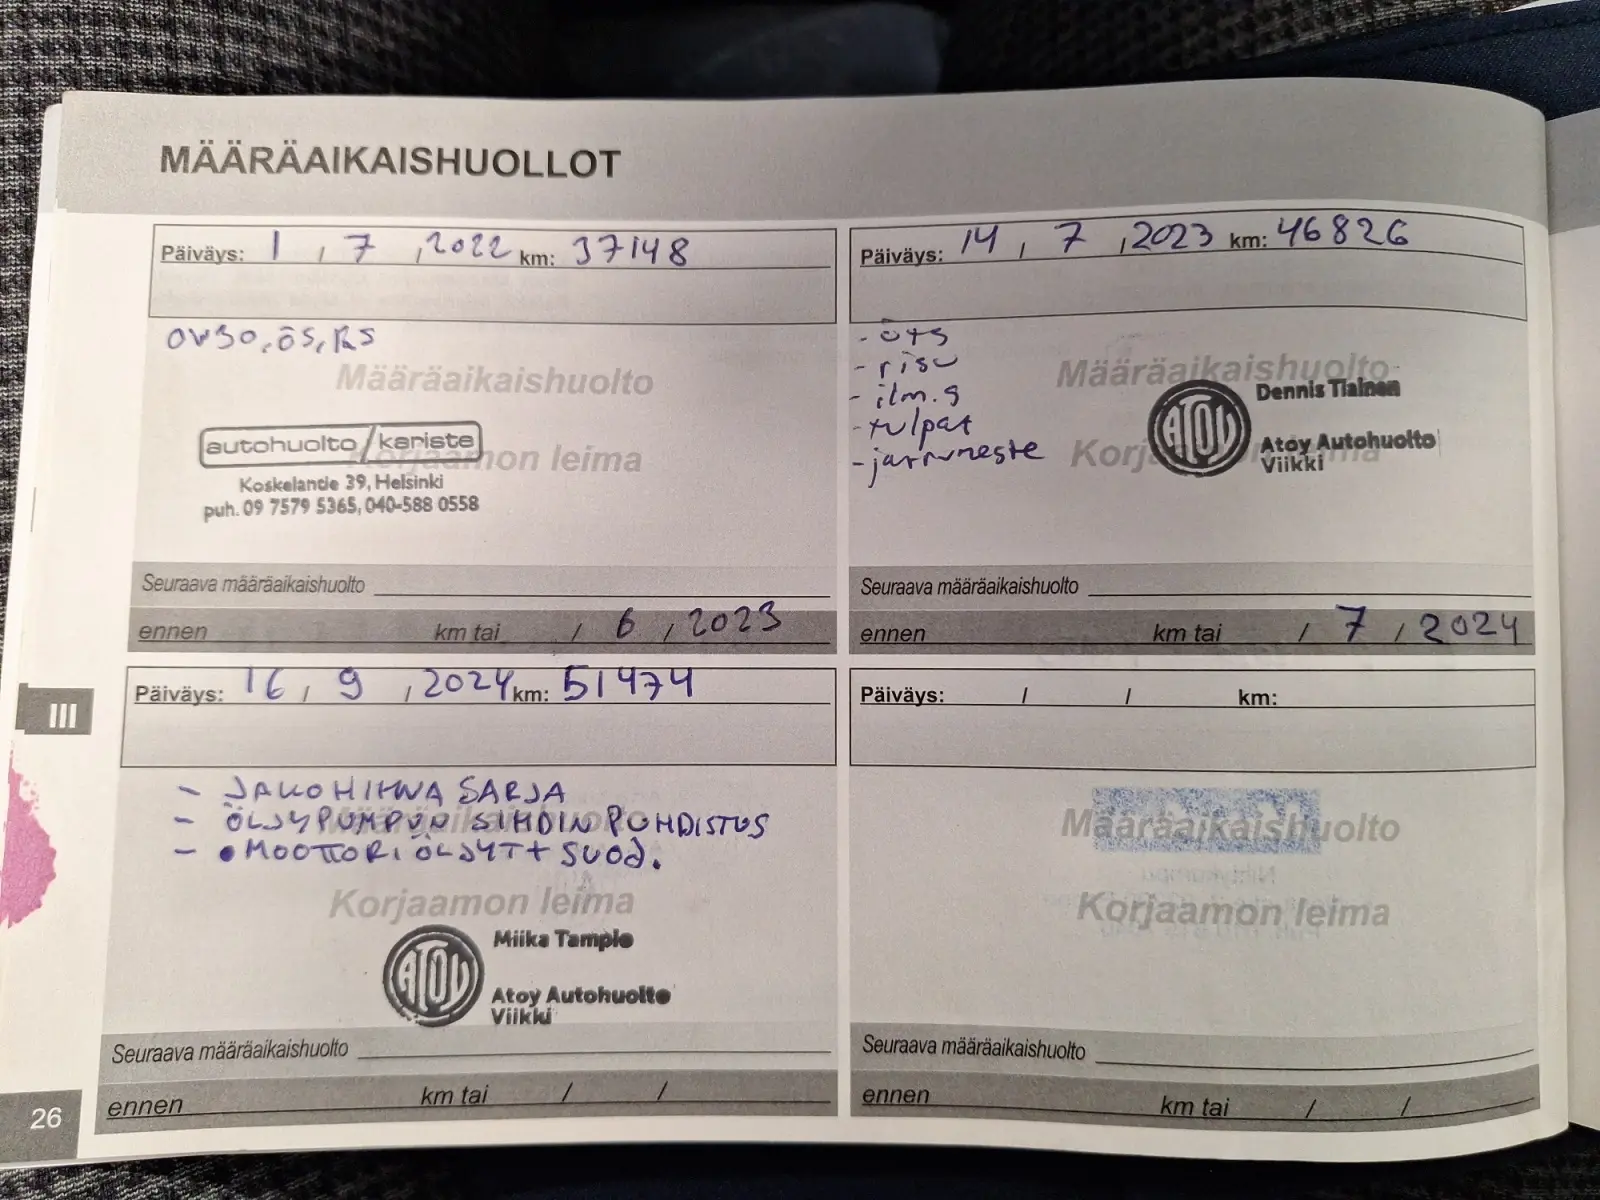 MÄÄRÄAIKAISHUOLLOT
Päiväys: 1 / 7 / 2022 km: 37148
OW30, ÖS, RS
Määräaikaishuolto
Korjaamon leima
autohuolto/kariste
Koskelantie 39, Helsinki
puh. 09 7579 5365, 040-588 0558
Seuraava määräaikaishuolto
ennen km tai / 6 / 2023
Päiväys: 14 / 7 / 2023 km: 46826
- ö+s
- risu
- ilm.s
- tulpat
- jarruneste
Määräaikaishuolto
Korjaamon leima
ATOY
Dennis Tiainen
Atoy Autohuolto
Viikki
Seuraava määräaikaishuolto
ennen km tai / 7 / 2024
Päiväys: 16 / 9 / 2024 km: 51474
- JAKOHIHNA SARJA
- ÖLJYPUMPUN SIHDIN PUHDISTUS
- MOOTTORIÖLJYT + SUOD.
Määräaikaishuolto
Korjaamon leima
ATOY
Miika Tampio
Atoy Autohuolto
Viikki
Seuraava määräaikaishuolto
ennen km tai / /
Päiväys: / / km:
Määräaikaishuolto
Korjaamon leima
Seuraava määräaikaishuolto
ennen km tai / /
III
26